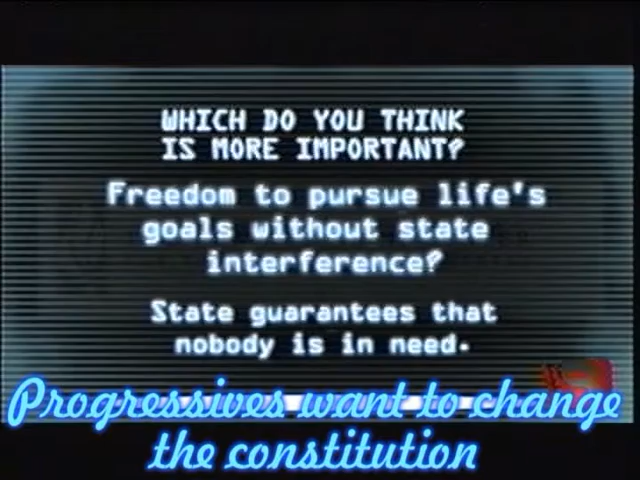 WHICH DO YOU THINK
IS MORE IMPORTANT?
Freedom to pursue life's
goals without state
interference?
State guarantees that
nobody is in need.
Progressives want to change
the constitution